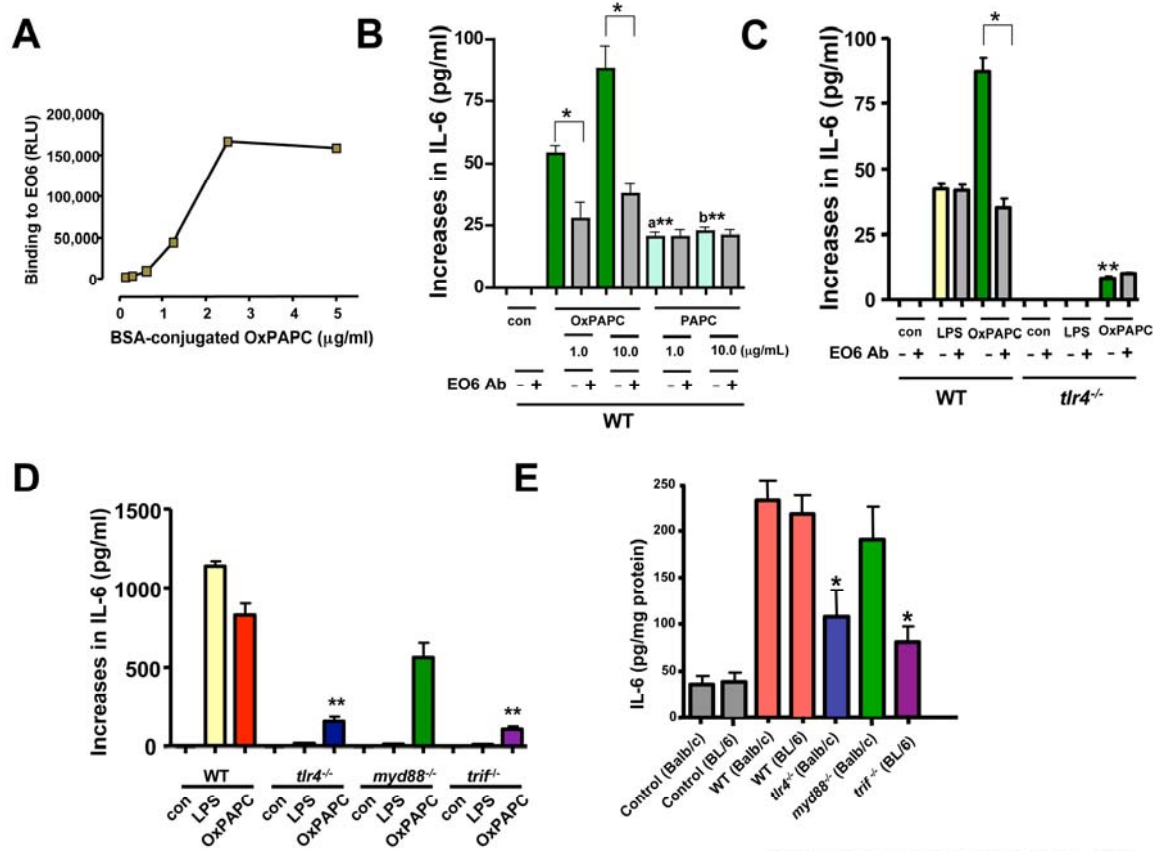 A
Binding to EO6 (RLU)
200,000
150,000
100,000
50,000
0
0 1 2 3 4 5
BSA-conjugated OxPAPC (μg/ml)
B
Increases in IL-6 (pg/ml)
100
75
50
25
0
*
*
a**
b**
con OxPAPC PAPC
1.0 10.0 1.0 10.0 (μg/mL)
EO6 Ab – + – + – + – + – +
WT
C
Increases in IL-6 (pg/ml)
100
75
50
25
0
*
**
con LPS OxPAPC con LPS OxPAPC
EO6 Ab – + – + – + – + – + – +
WT tlr4-/-
D
Increases in IL-6 (pg/ml)
1500
1000
500
0
**
**
WT tlr4-/- myd88-/- trif-/-
con LPS OxPAPC con LPS OxPAPC con LPS OxPAPC con LPS OxPAPC
E
IL-6 (pg/mg protein)
250
200
150
100
50
0
*
*
Control (Balb/c)
Control (BL/6)
WT (Balb/c)
WT (BL/6)
tlr4-/- (Balb/c)
myd88-/- (Balb/c)
trif-/- (BL/6)